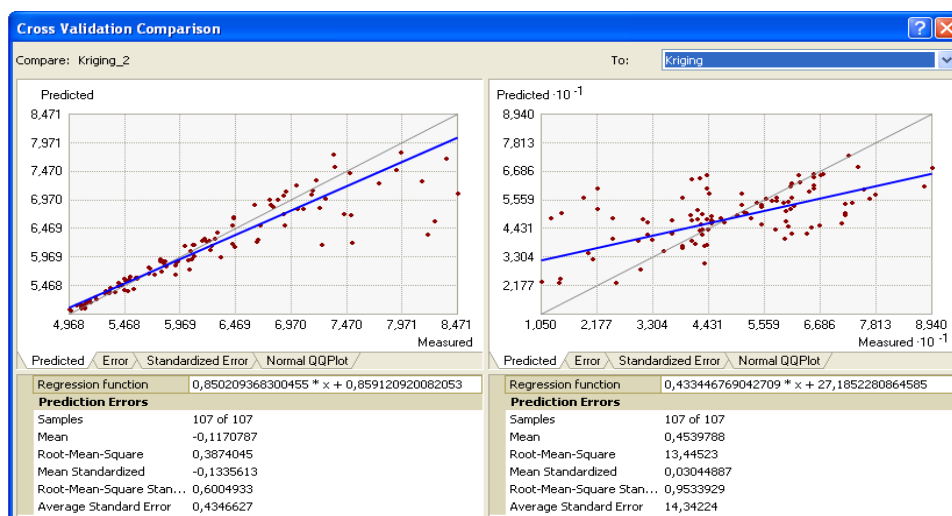 Cross Validation Comparison
Compare: Kriging_2
To: Kriging
Predicted
8,471
7,971
7,470
6,970
6,469
5,969
5,468
4,968 5,468 5,969 6,469 6,970 7,470 7,971 8,471
Measured
Predicted Error Standardized Error Normal QQPlot
Regression function 0,850209368300455 * x + 0,859120920082053
Prediction Errors
Samples 107 of 107
Mean -0,1170787
Root-Mean-Square 0,3874045
Mean Standardized -0,1335613
Root-Mean-Square Stan... 0,6004933
Average Standard Error 0,4346627
Predicted ·10 -1
8,940
7,813
6,686
5,559
4,431
3,304
2,177
1,050 2,177 3,304 4,431 5,559 6,686 7,813 8,940
Measured ·10 -1
Predicted Error Standardized Error Normal QQPlot
Regression function 0,433446769042709 * x + 27,1852280864585
Prediction Errors
Samples 107 of 107
Mean 0,4539788
Root-Mean-Square 13,44523
Mean Standardized 0,03044887
Root-Mean-Square Stan... 0,9533929
Average Standard Error 14,34224